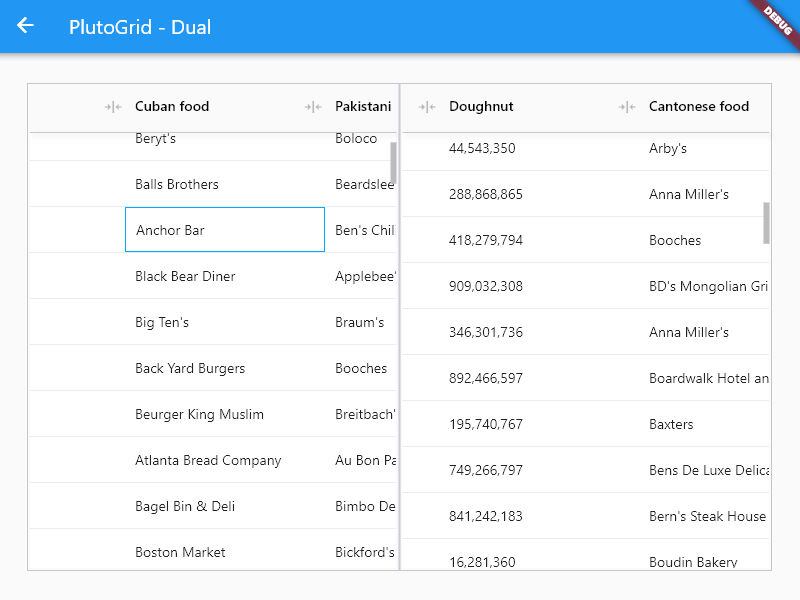 PlutoGrid - Dual
DEBUG
Cuban food Pakistani Doughnut Cantonese food
Beryt's Boloco 44,543,350 Arby's
Balls Brothers Beardslee 288,868,865 Anna Miller's
Anchor Bar Ben's Chil 418,279,794 Booches
Black Bear Diner Applebee' 909,032,308 BD's Mongolian Gri
Big Ten's Braum's 346,301,736 Anna Miller's
Back Yard Burgers Booches 892,466,597 Boardwalk Hotel an
Beurger King Muslim Breitbach' 195,740,767 Baxters
Atlanta Bread Company Au Bon Pa 749,266,797 Bens De Luxe Delica
Bagel Bin & Deli Bimbo De 841,242,183 Bern's Steak House
Boston Market Bickford's 16,281,360 Boudin Bakery